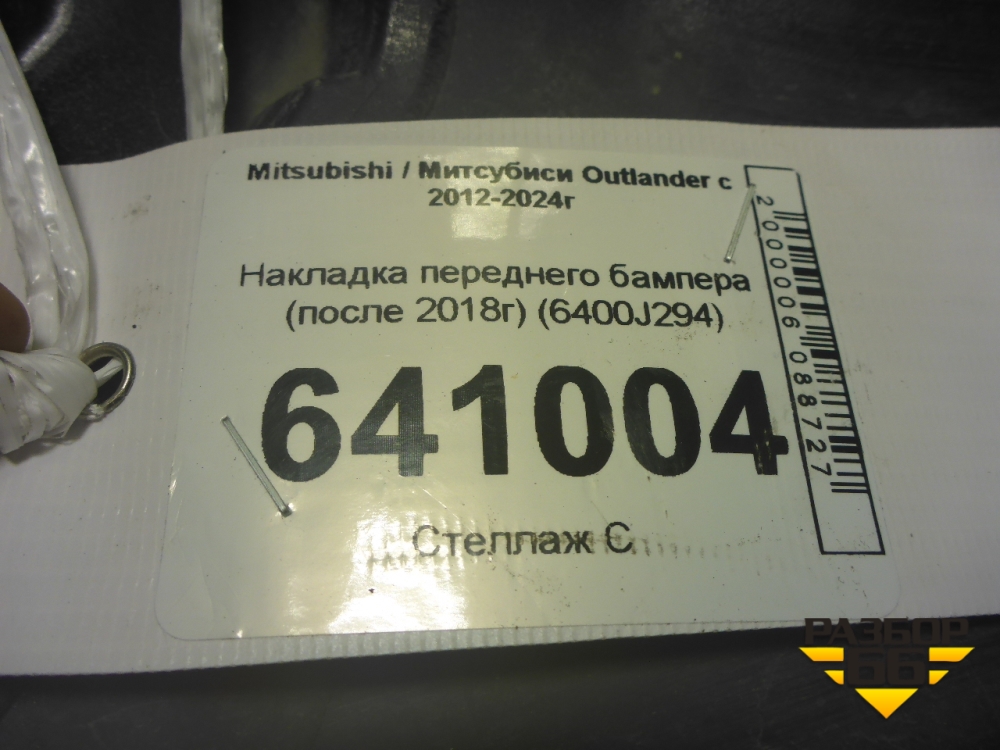 Mitsubishi / Митсубиси Outlander с
2012-2024г
Накладка переднего бампера
(после 2018г) (6400J294)
641004
Стеллаж С
2000006088727
РАЗБОР
66